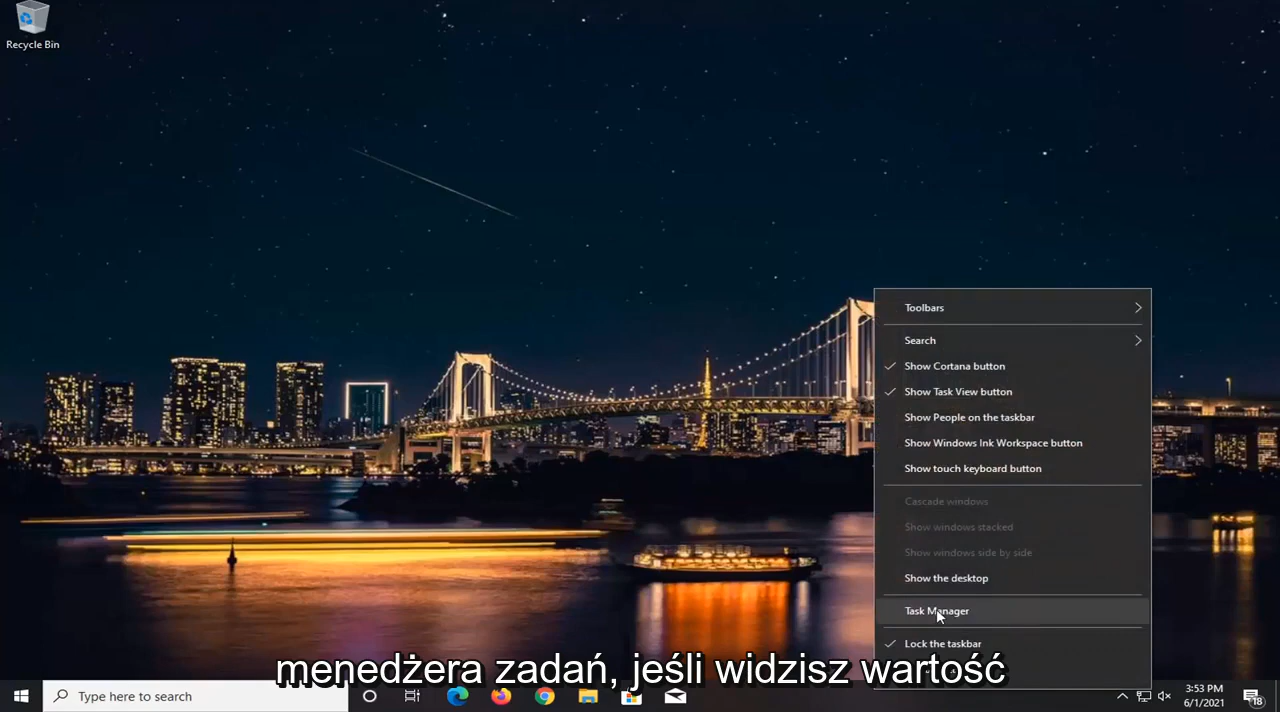 Recycle Bin
Toolbars
Search
Show Cortana button
Show Task View button
Show People on the taskbar
Show Windows Ink Workspace button
Show touch keyboard button
Cascade windows
Show windows stacked
Show windows side by side
Show the desktop
Task Manager
Lock the taskbar
menedżera zadań, jeśli widzisz wartość
Type here to search
3:53 PM
6/1/2021
18